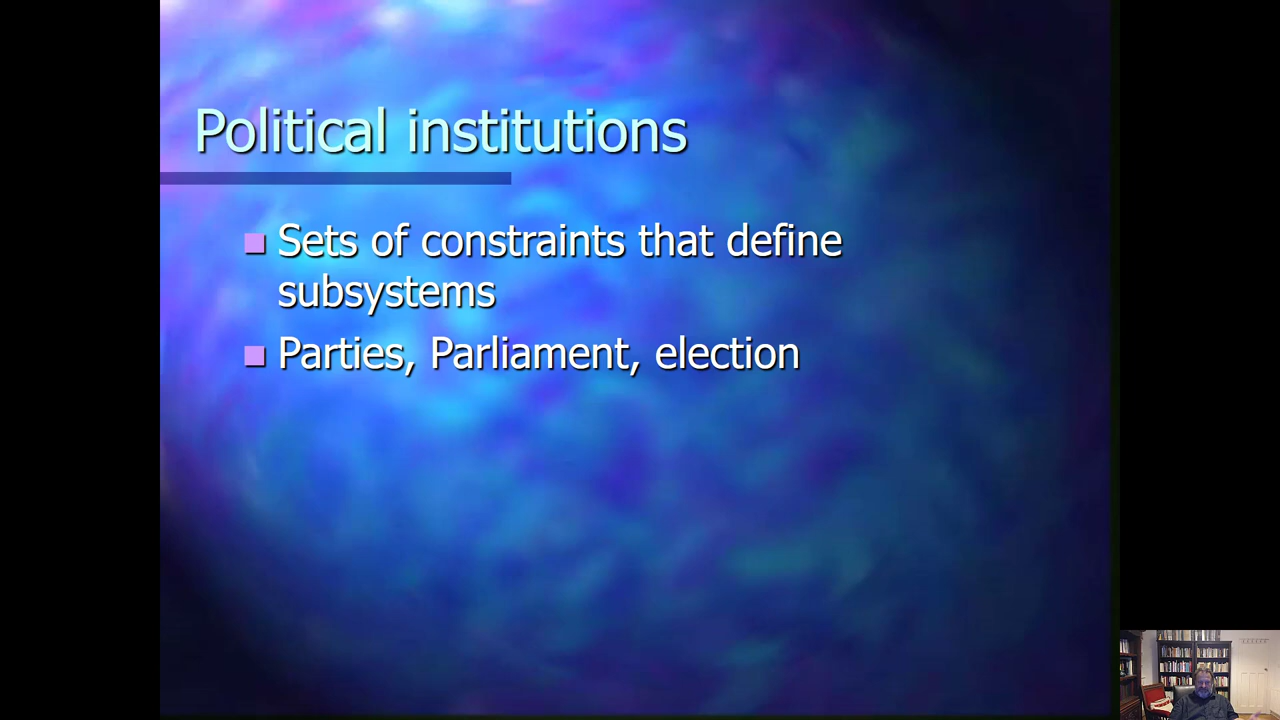 Political institutions
Sets of constraints that define
subsystems
Parties, Parliament, election